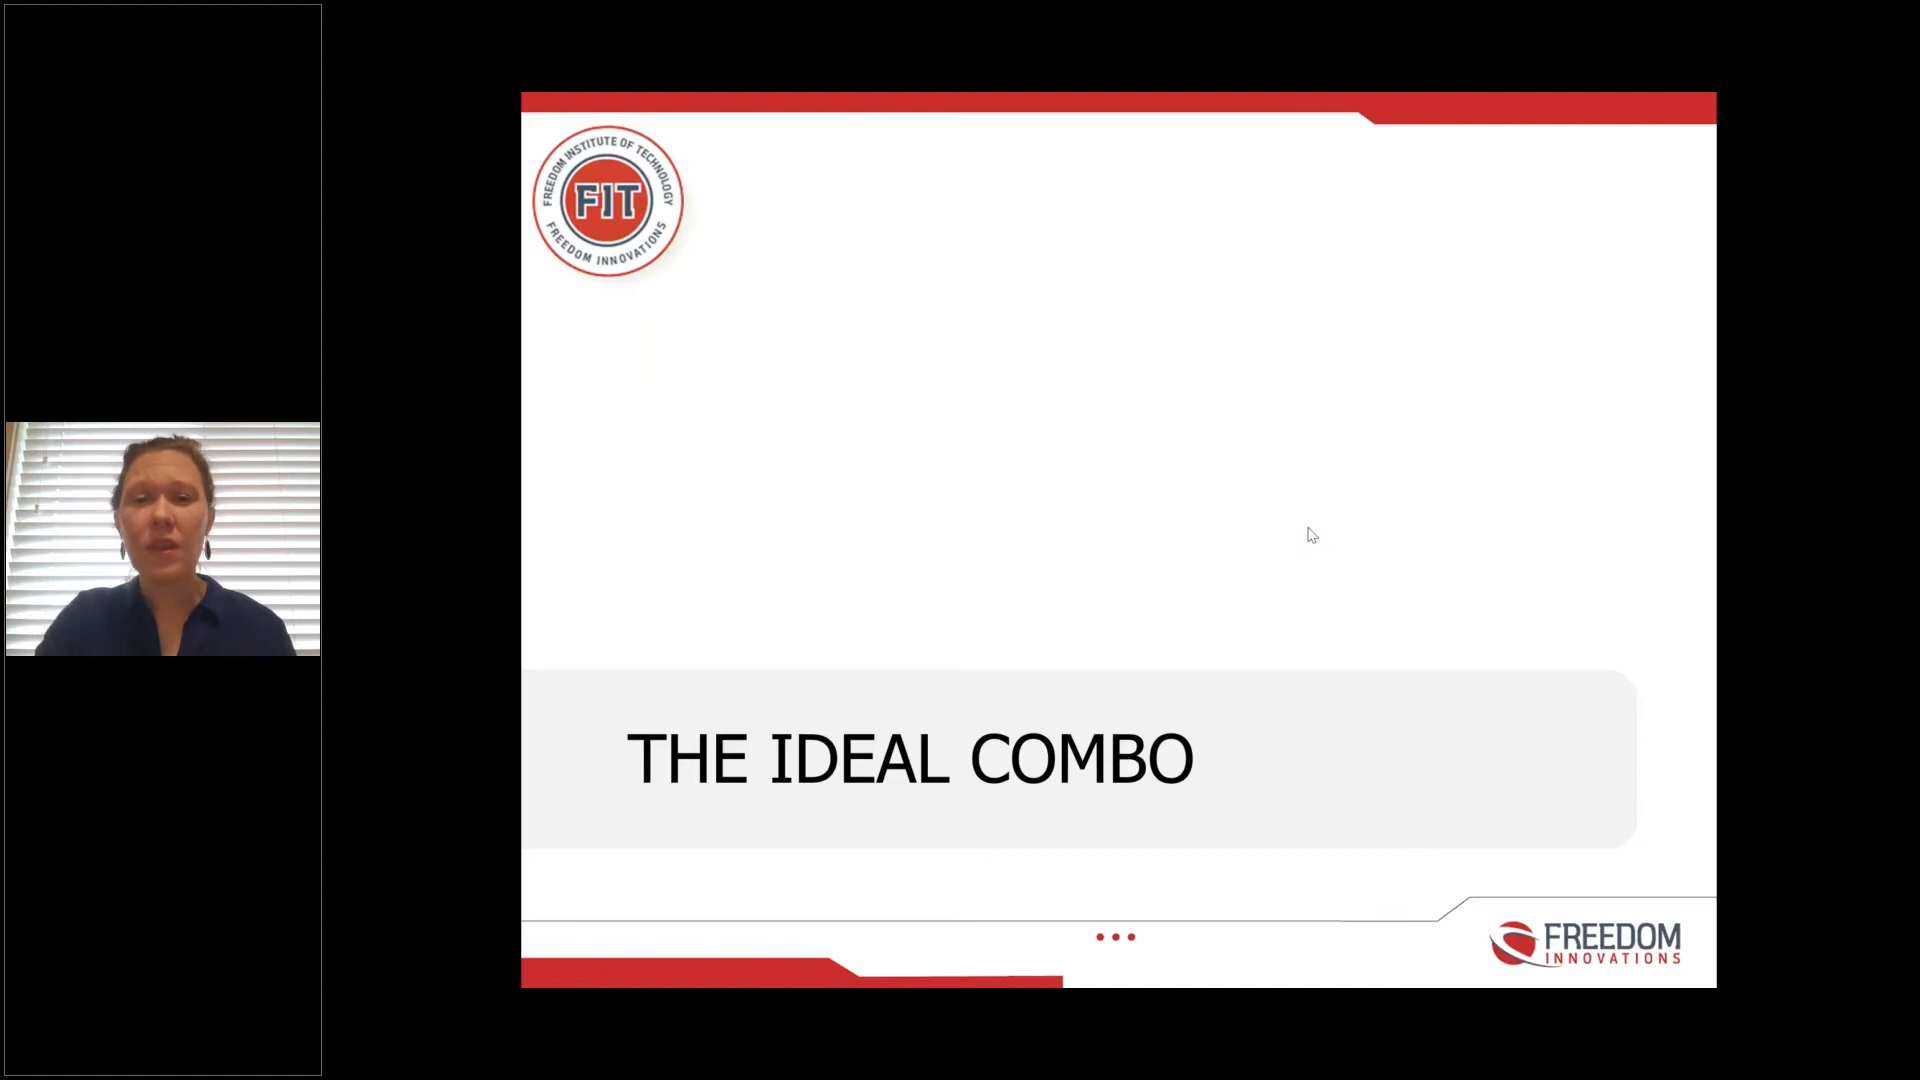 FREEDOM INSTITUTE OF TECHNOLOGY
FIT
FREEDOM INNOVATIONS
THE IDEAL COMBO
FREEDOM
INNOVATIONS